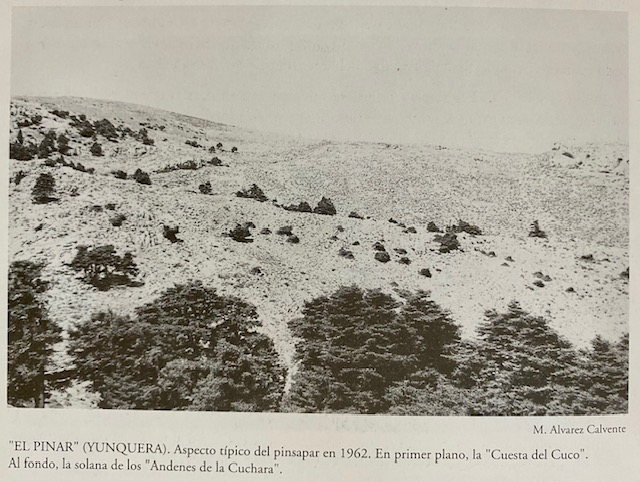 M. Alvarez Calvente
"EL PINAR" (YUNQUERA). Aspecto típico del pinsapar en 1962. En primer plano, la "Cuesta del Cuco".
Al fondo, la solana de los "Andenes de la Cuchara".